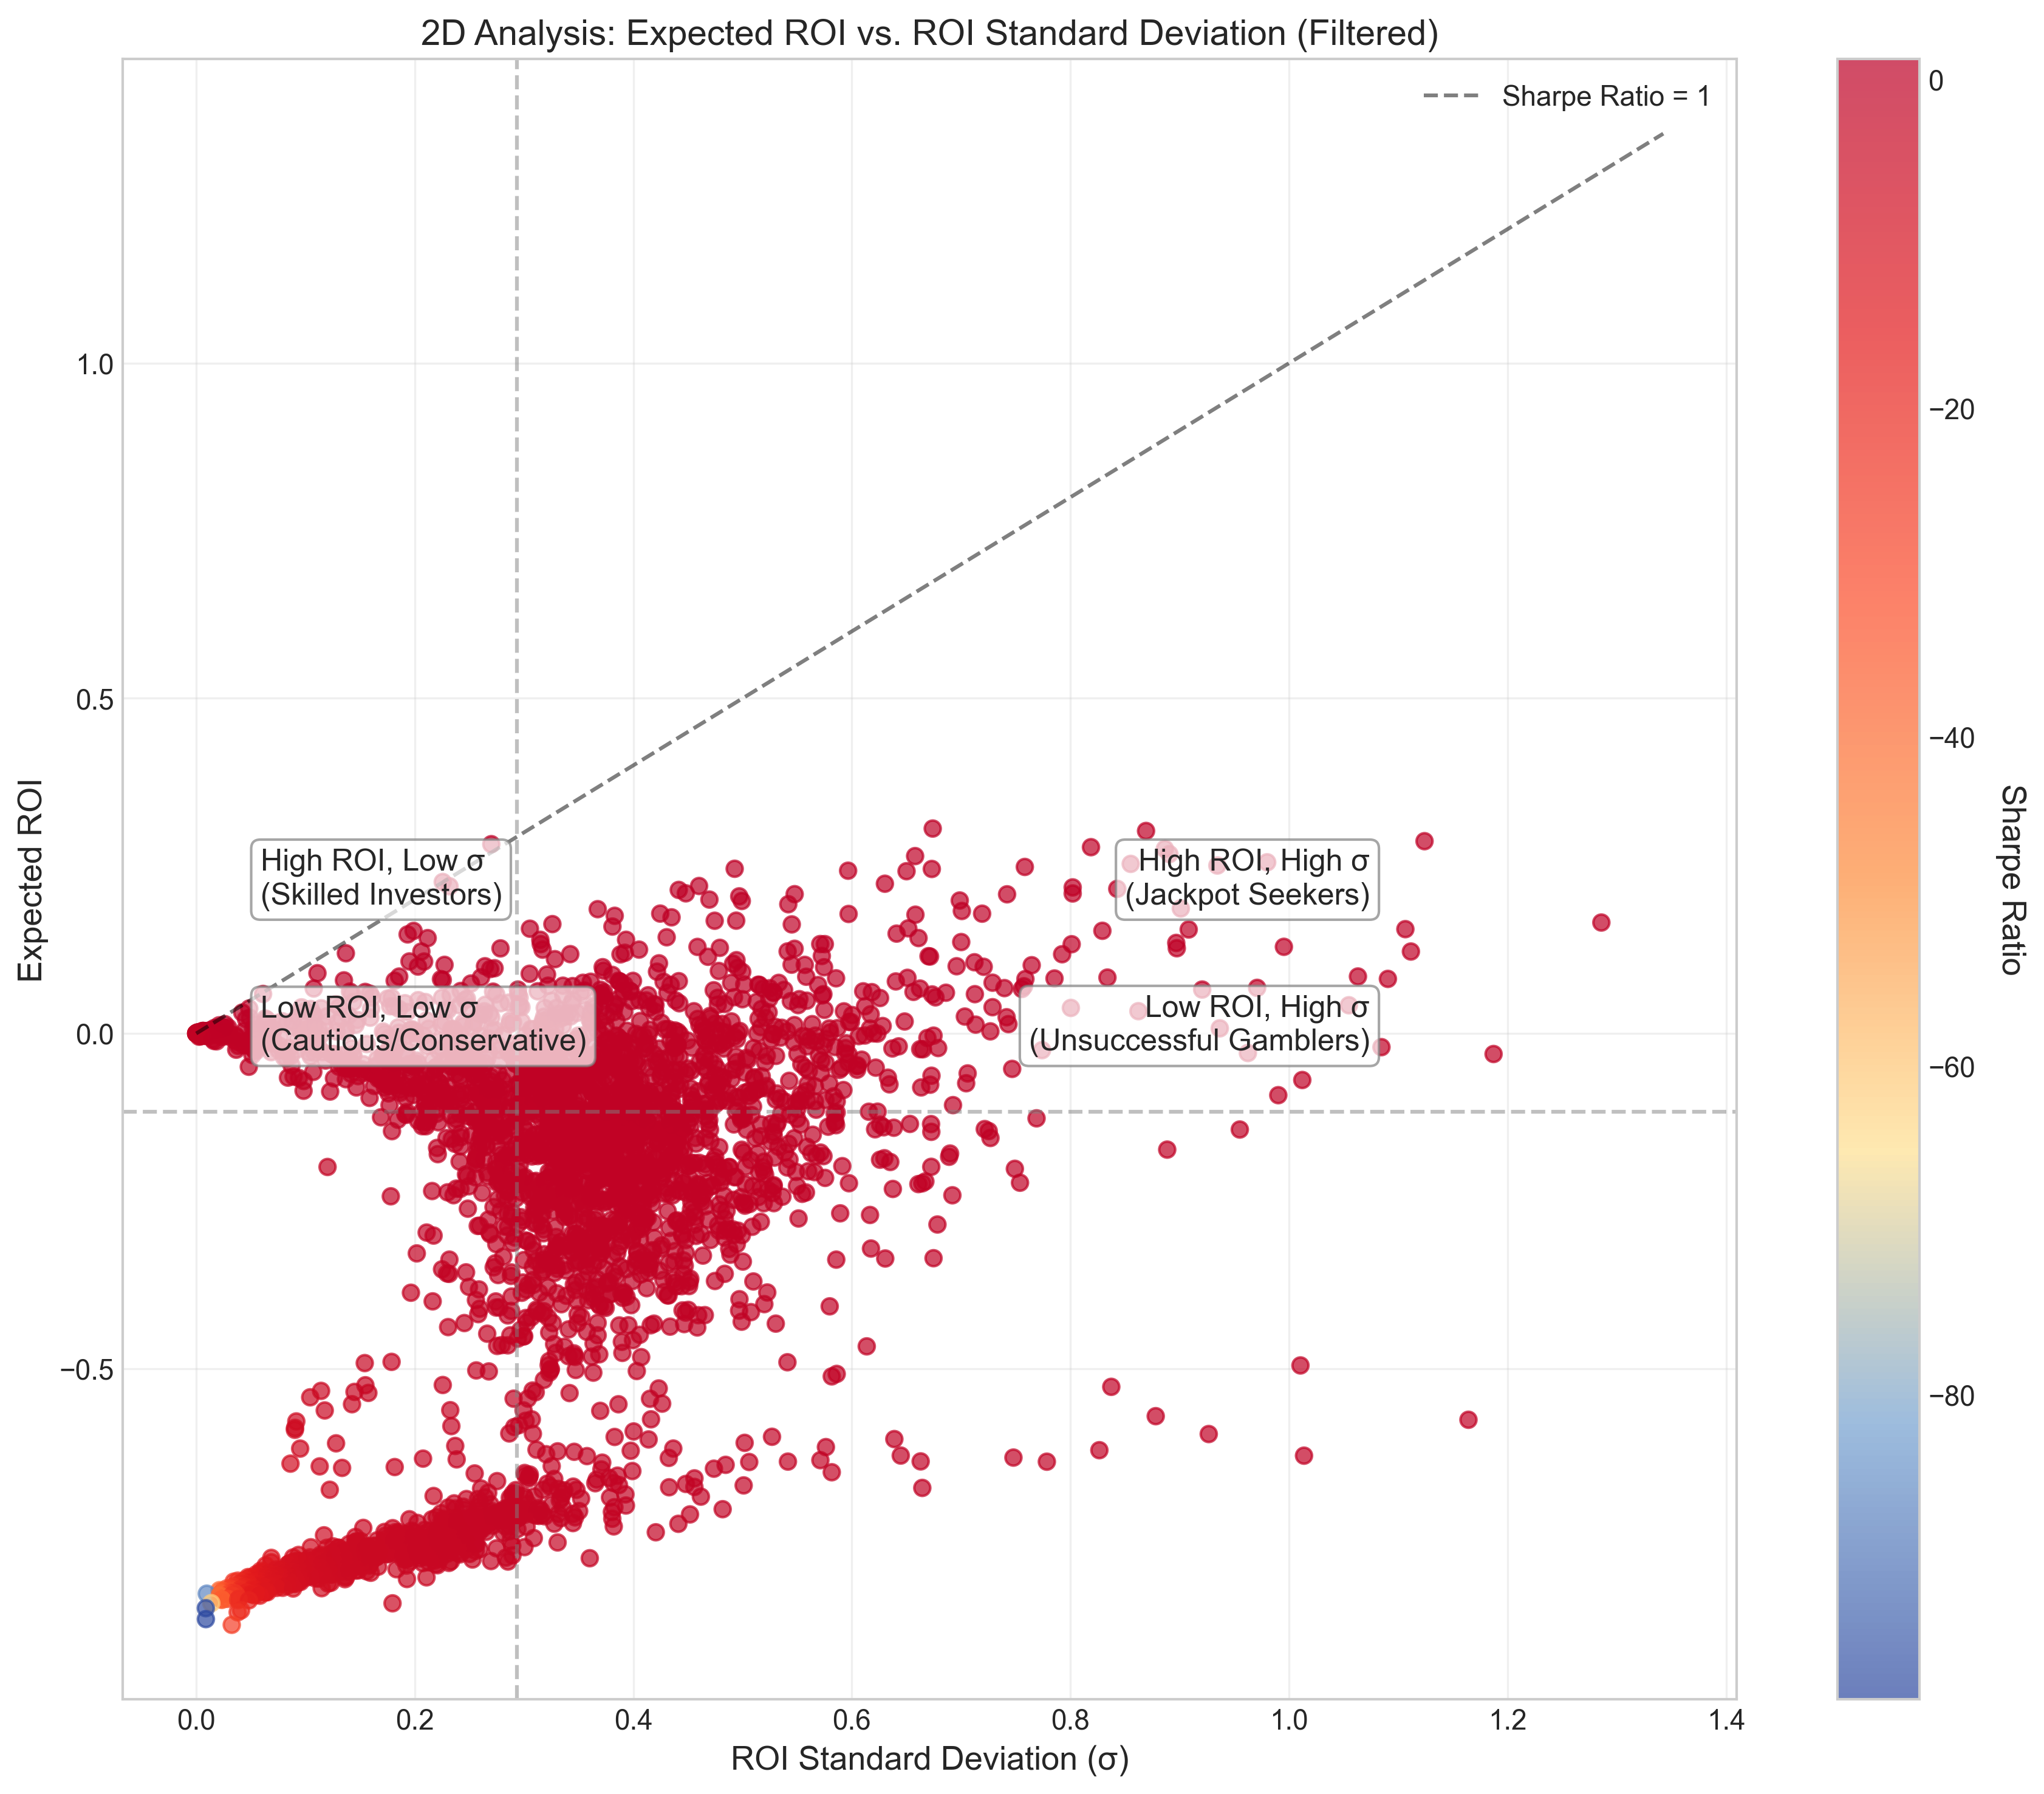 2D Analysis: Expected ROI vs. ROI Standard Deviation (Filtered)
Sharpe Ratio = 1
1.0
0.5
0.0
−0.5
Expected ROI
High ROI, Low σ
(Skilled Investors)
High ROI, High σ
(Jackpot Seekers)
Low ROI, Low σ
(Cautious/Conservative)
Low ROI, High σ
(Unsuccessful Gamblers)
0.0
0.2
0.4
0.6
0.8
1.0
1.2
1.4
ROI Standard Deviation (σ)
0
−20
−40
−60
−80
Sharpe Ratio